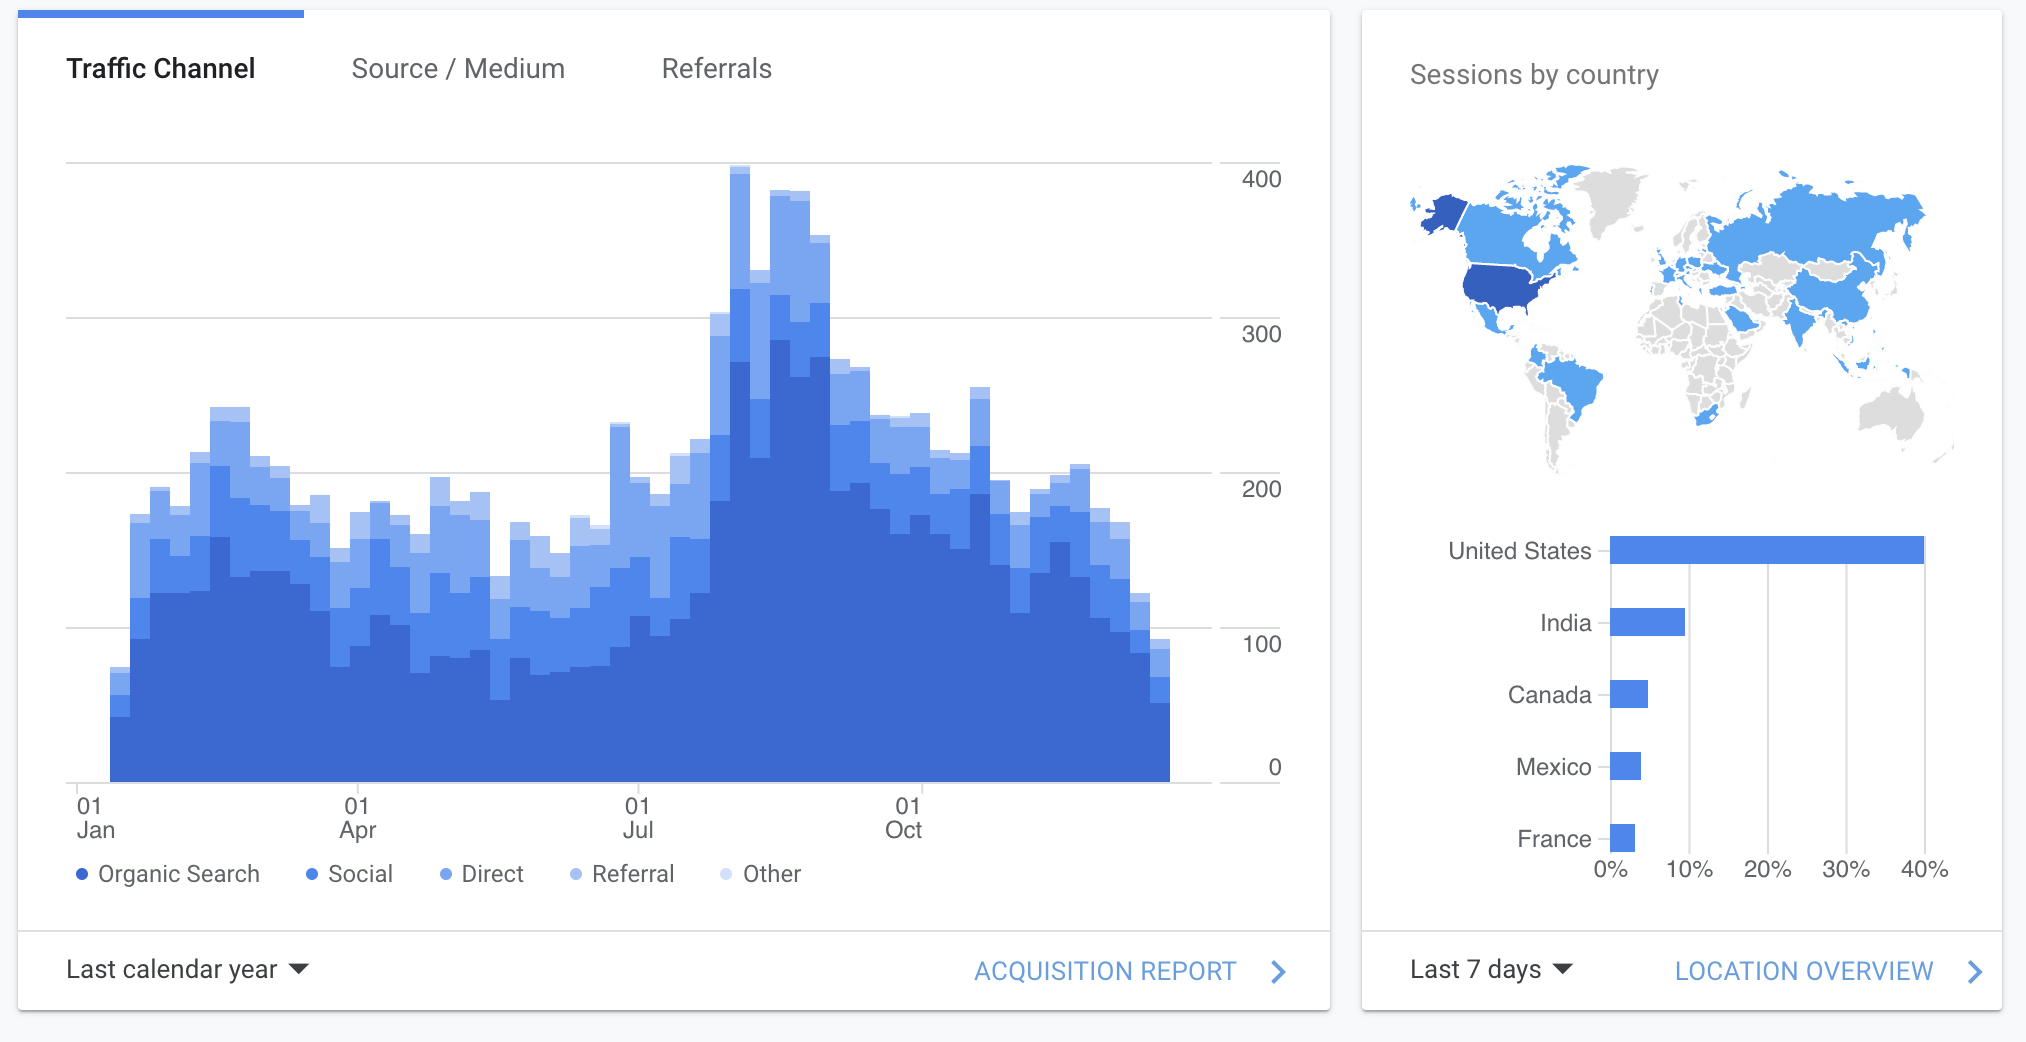 Traffic Channel Source / Medium Referrals
400
300
200
100
0
01 01 01 01
Jan Apr Jul Oct
Organic Search Social Direct Referral Other
Last calendar year ACQUISITION REPORT
Sessions by country
United States
India
Canada
Mexico
France
0% 10% 20% 30% 40%
Last 7 days LOCATION OVERVIEW